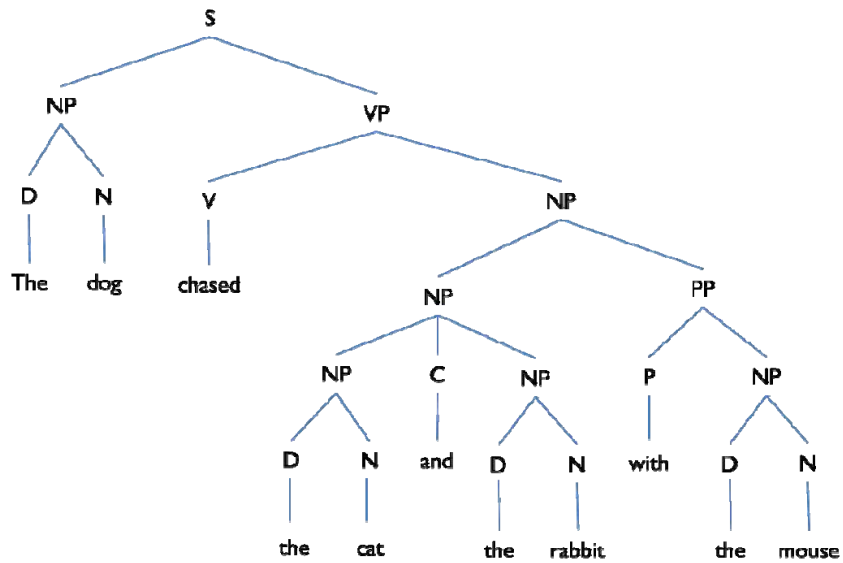 S
NP VP
D N V NP
The dog chased NP PP
NP C NP P NP
D N and D N with D N
the cat the rabbit the mouse